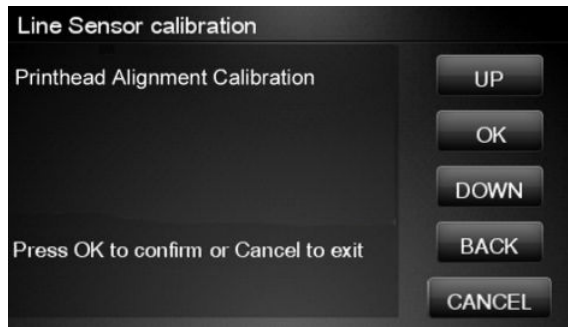 Line Sensor calibration
Printhead Alignment Calibration
Press OK to confirm or Cancel to exit
UP
OK
DOWN
BACK
CANCEL